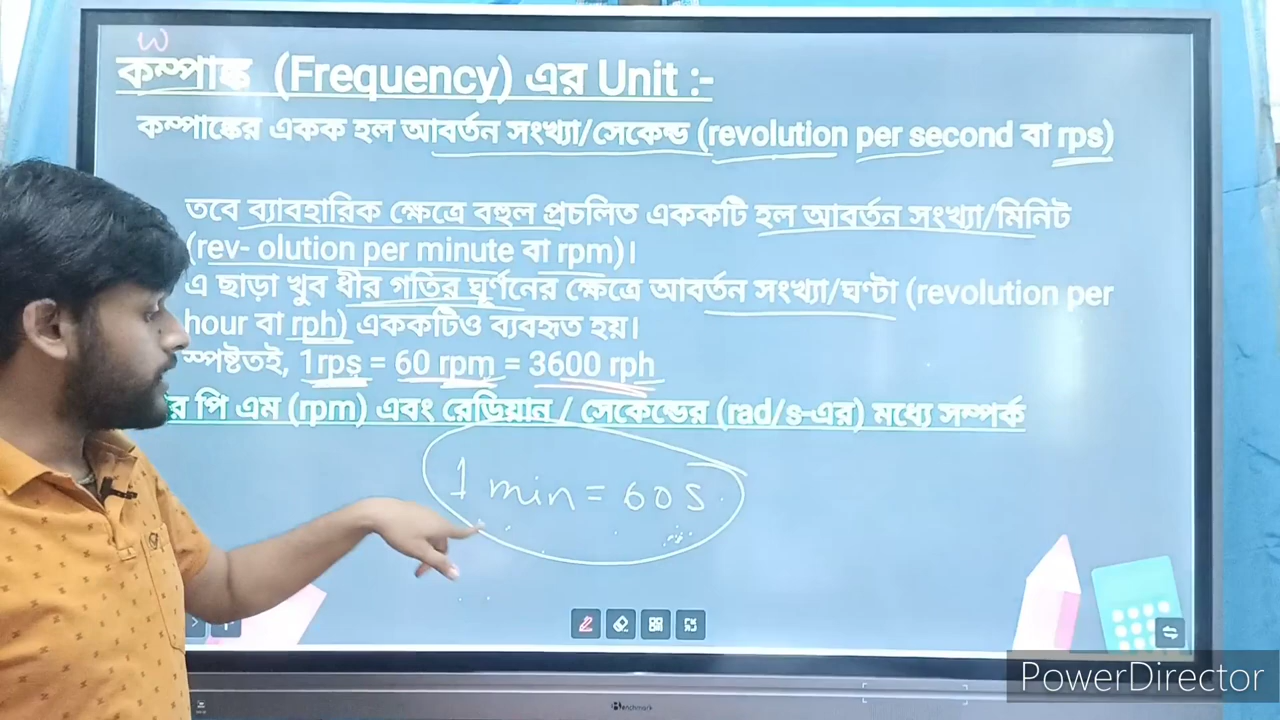 ω
কম্পাঙ্ক (Frequency) এর Unit :-
কম্পাঙ্কের একক হল আবর্তন সংখ্যা/সেকেন্ড (revolution per second বা rps)
তবে ব্যাবহারিক ক্ষেত্রে বহুল প্রচলিত এককটি হল আবর্তন সংখ্যা/মিনিট
(rev- olution per minute বা rpm)।
এ ছাড়া খুব ধীর গতির ঘূর্ণনের ক্ষেত্রে আবর্তন সংখ্যা/ঘণ্টা (revolution per
hour বা rph) এককটিও ব্যবহৃত হয়।
স্পষ্টতই, 1rps = 60 rpm = 3600 rph
র পি এম (rpm) এবং রেডিয়ান / সেকেন্ডের (rad/s-এর) মধ্যে সম্পর্ক
1 min = 60 s.
Benchmark
PowerDirector